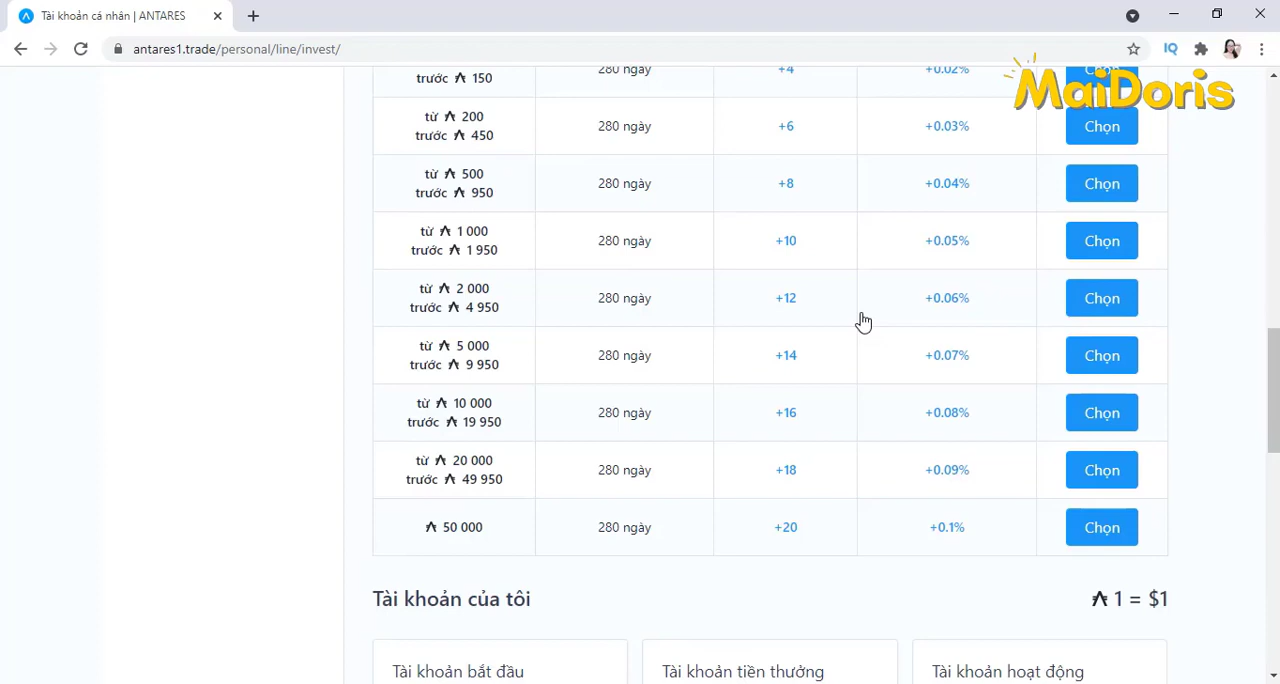 Tài khoản cá nhân | ANTARES
antares1.trade/personal/line/invest/
IQ
MaiDoris
trước ₳ 150
280 ngày
+4
+0.02%
Chọn
từ ₳ 200
trước ₳ 450
280 ngày
+6
+0.03%
Chọn
từ ₳ 500
trước ₳ 950
280 ngày
+8
+0.04%
Chọn
từ ₳ 1 000
trước ₳ 1 950
280 ngày
+10
+0.05%
Chọn
từ ₳ 2 000
trước ₳ 4 950
280 ngày
+12
+0.06%
Chọn
từ ₳ 5 000
trước ₳ 9 950
280 ngày
+14
+0.07%
Chọn
từ ₳ 10 000
trước ₳ 19 950
280 ngày
+16
+0.08%
Chọn
từ ₳ 20 000
trước ₳ 49 950
280 ngày
+18
+0.09%
Chọn
₳ 50 000
280 ngày
+20
+0.1%
Chọn
Tài khoản của tôi
₳ 1 = $1
Tài khoản bắt đầu
Tài khoản tiền thưởng
Tài khoản hoạt động